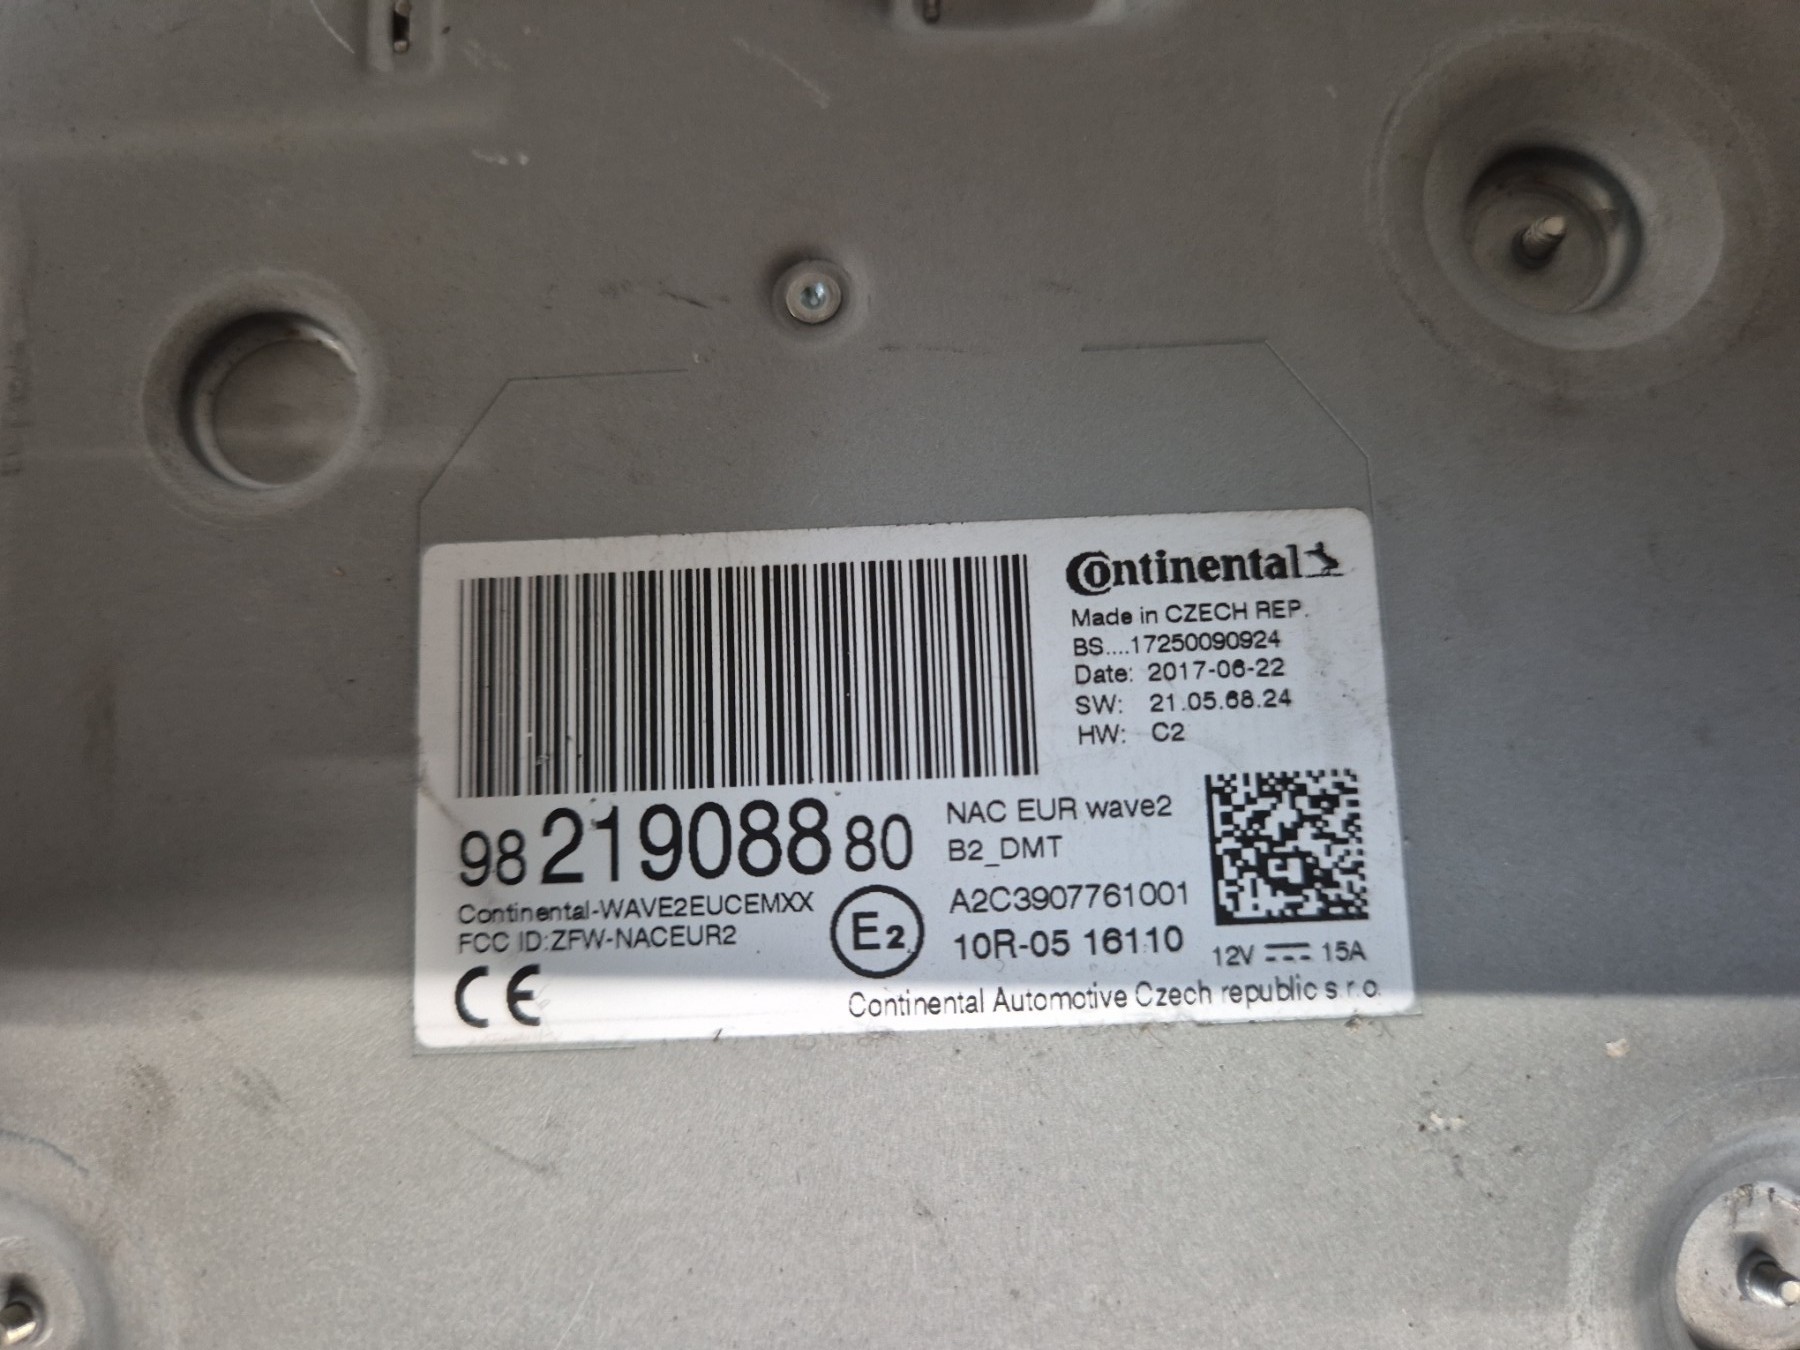 Continental
Made in CZECH REP.
BS....17250090924
Date: 2017-06-22
SW: 21.05.68.24
HW: C2
98 219088 80
NAC EUR wave2
B2_DMT
Continental-WAVE2EUCEMXX
FCC ID:ZFW-NACEUR2
E2
A2C3907761001
10R-05 16110
12V 15A
CE
Continental Automotive Czech republic s.r.o.